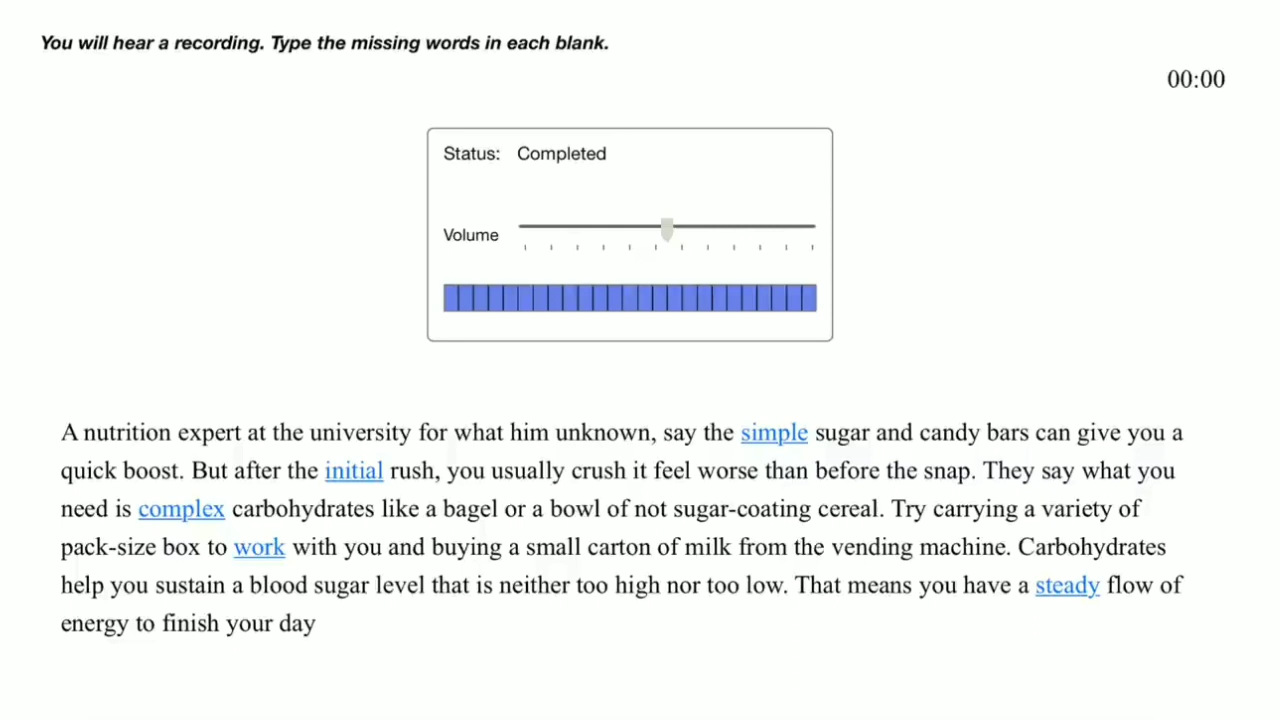 You will hear a recording. Type the missing words in each blank.
00:00
Status: Completed
Volume
A nutrition expert at the university for what him unknown, say the simple sugar and candy bars can give you a
quick boost. But after the initial rush, you usually crush it feel worse than before the snap. They say what you
need is complex carbohydrates like a bagel or a bowl of not sugar-coating cereal. Try carrying a variety of
pack-size box to work with you and buying a small carton of milk from the vending machine. Carbohydrates
help you sustain a blood sugar level that is neither too high nor too low. That means you have a steady flow of
energy to finish your day